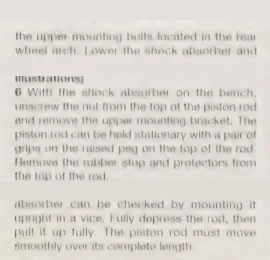 the upper mounting bolts located in the rear
wheel arch. Lower the shock absorber and
illustrations)
6 With the shock absorber on the bench,
unscrew the nut from the top of the piston rod
and remove the upper mounting bracket. The
piston rod can be held stationary with a pair of
grips on the raised peg on the top of the rod.
Remove the rubber stop and protectors from
the top of the rod.
absorber can be checked by mounting it
upright in a vice. Fully depress the rod, then
pull it up fully. The piston rod must move
smoothly over its complete length.